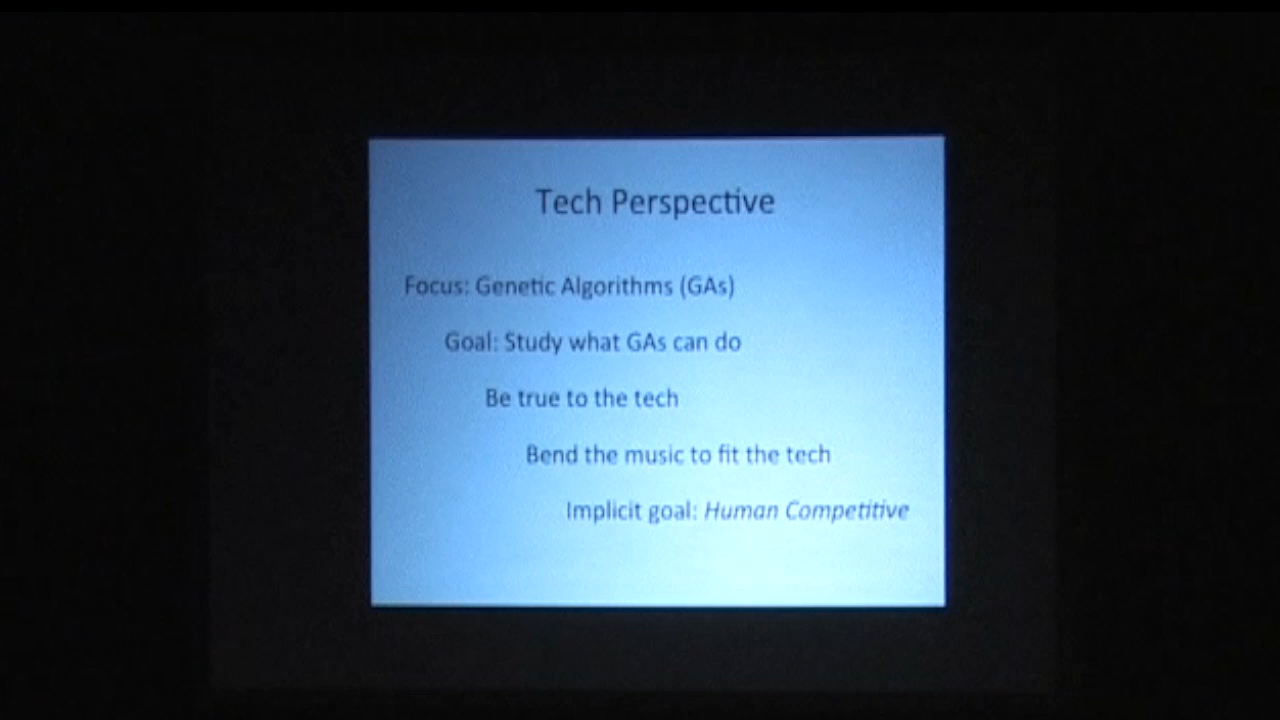 Tech Perspective
Focus: Genetic Algorithms (GAs)
Goal: Study what GAs can do
Be true to the tech
Bend the music to fit the tech
Implicit goal: Human Competitive